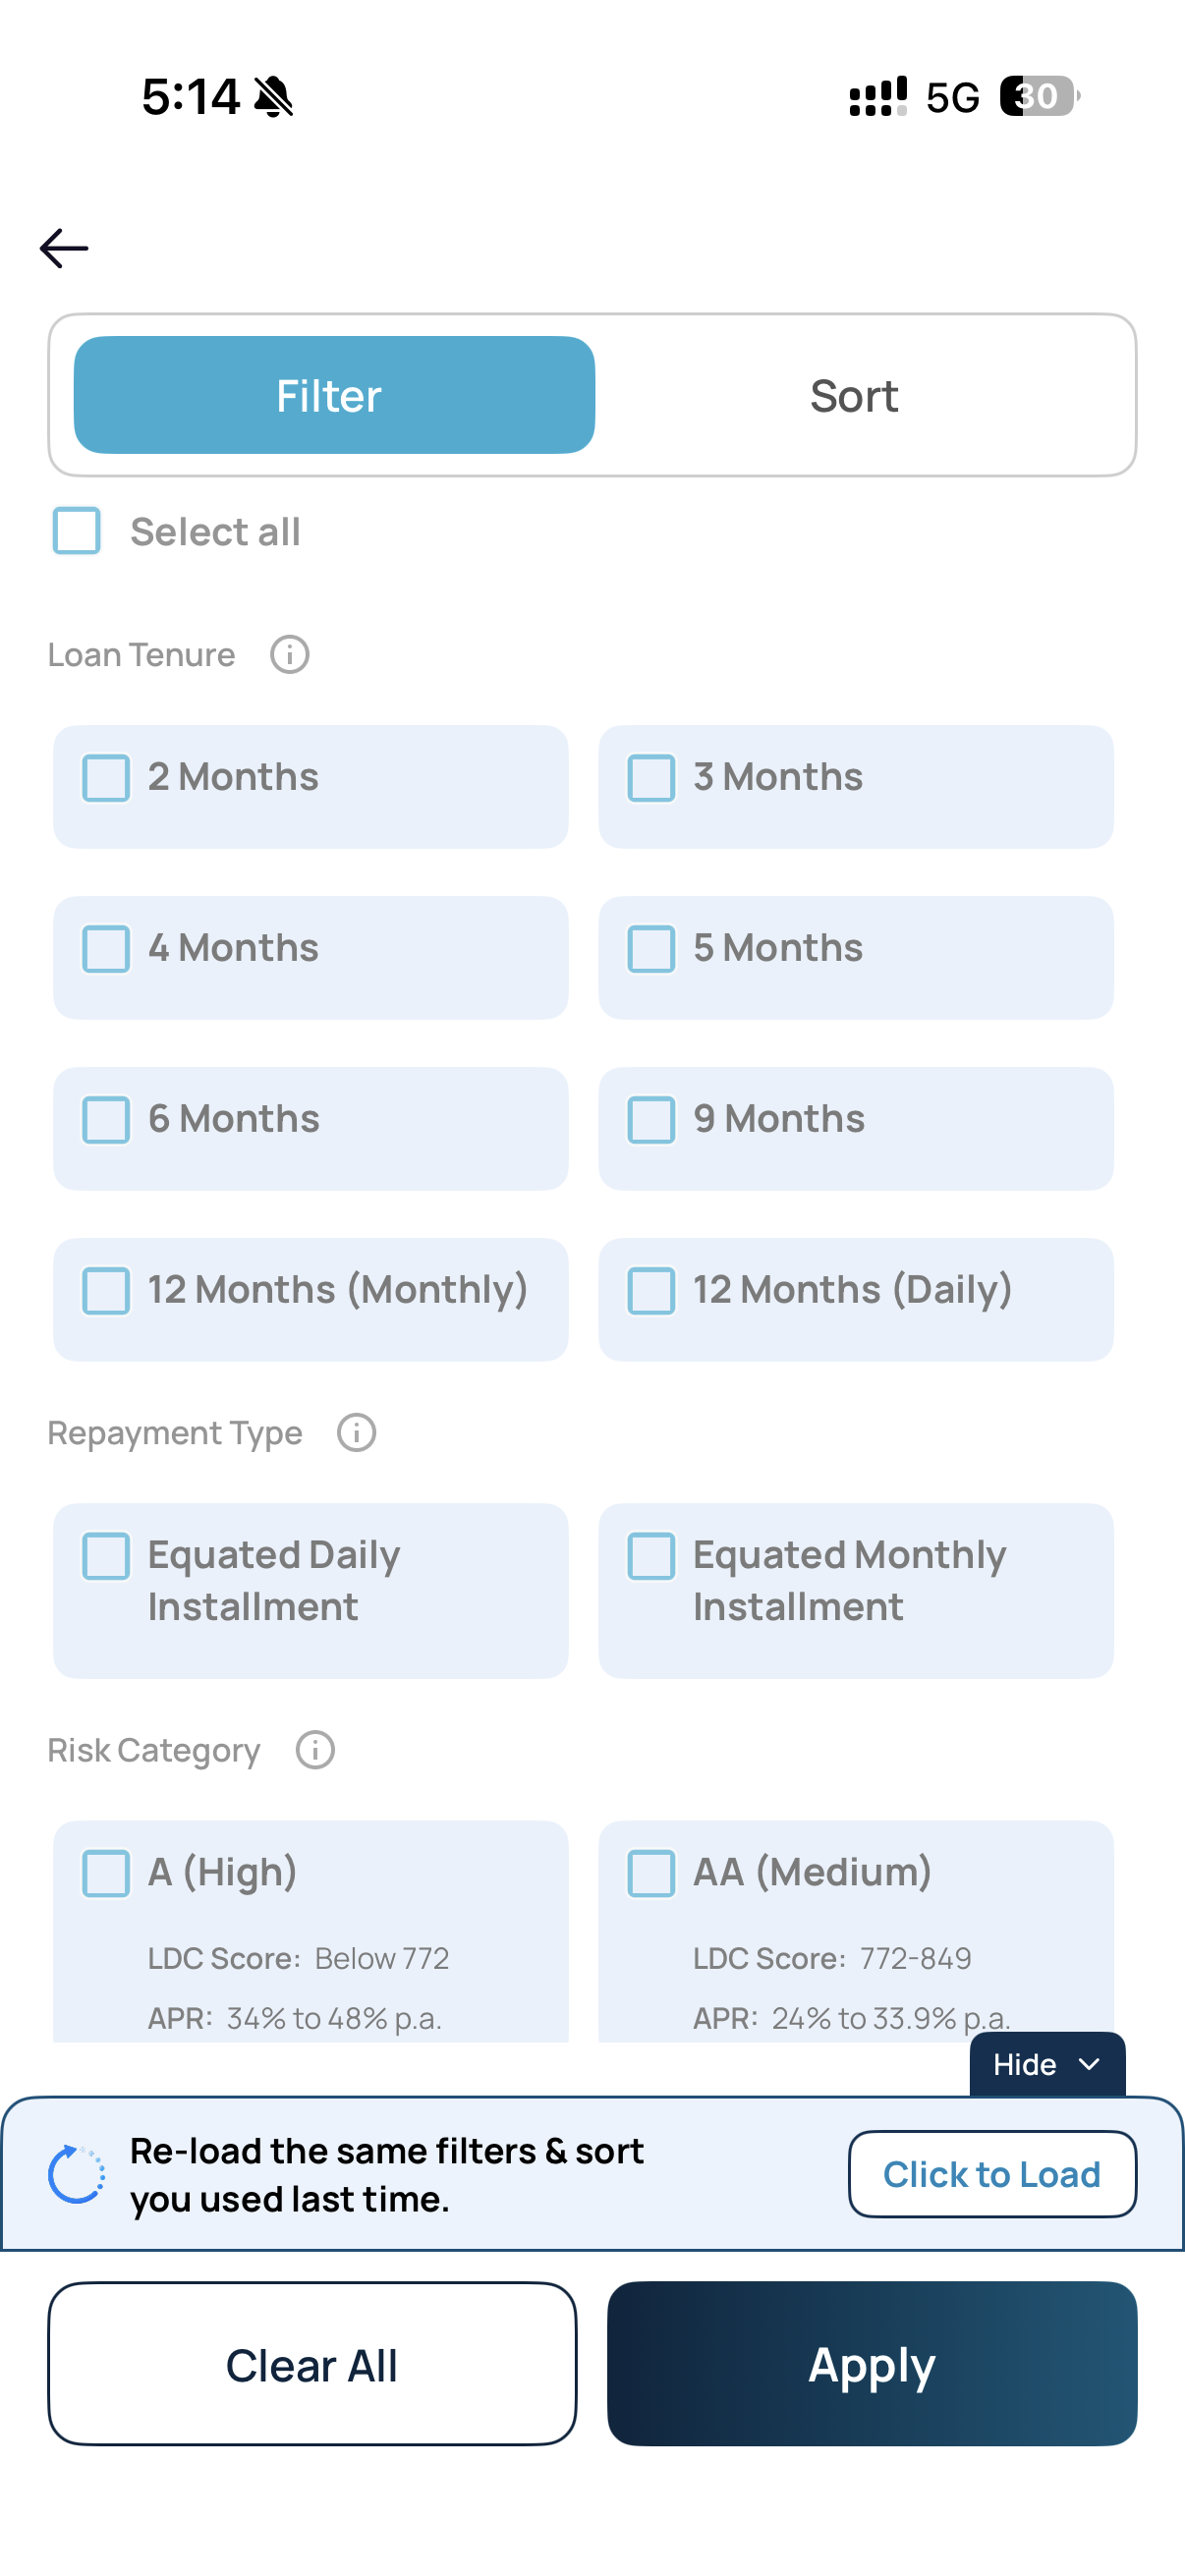 5:14
5G 30
Filter
Sort
Select all
Loan Tenure
2 Months
3 Months
4 Months
5 Months
6 Months
9 Months
12 Months (Monthly)
12 Months (Daily)
Repayment Type
Equated Daily
Installment
Equated Monthly
Installment
Risk Category
A (High)
LDC Score: Below 772
APR: 34% to 48% p.a.
AA (Medium)
LDC Score: 772-849
APR: 24% to 33.9% p.a.
Hide
Re-load the same filters & sort
you used last time.
Click to Load
Clear All
Apply